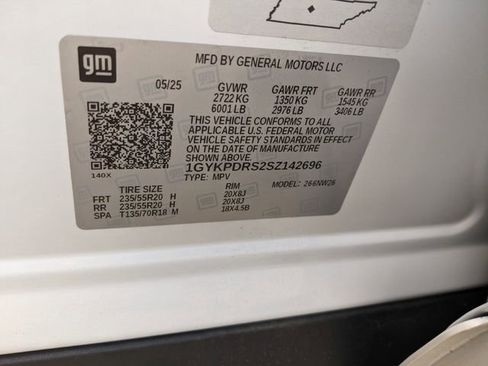 gm
MFD BY GENERAL MOTORS LLC
05/25 GVWR GAWR FRT GAWR RR
2722 KG 1350 KG 1545 KG
6001 LB 2976 LB 3406 LB
THIS VEHICLE CONFORMS TO ALL
APPLICABLE U.S. FEDERAL MOTOR
VEHICLE SAFETY STANDARDS IN EFFECT
ON THE DATE OF MANUFACTURE
SHOWN ABOVE.
1GYKPDRS2SZ142696
140X TYPE: MPV MODEL: 266NW26
TIRE SIZE RIM
FRT 235/55R20 H 20X8J
RR 235/55R20 H 20X8J
SPA T135/70R18 M 18X4.5B